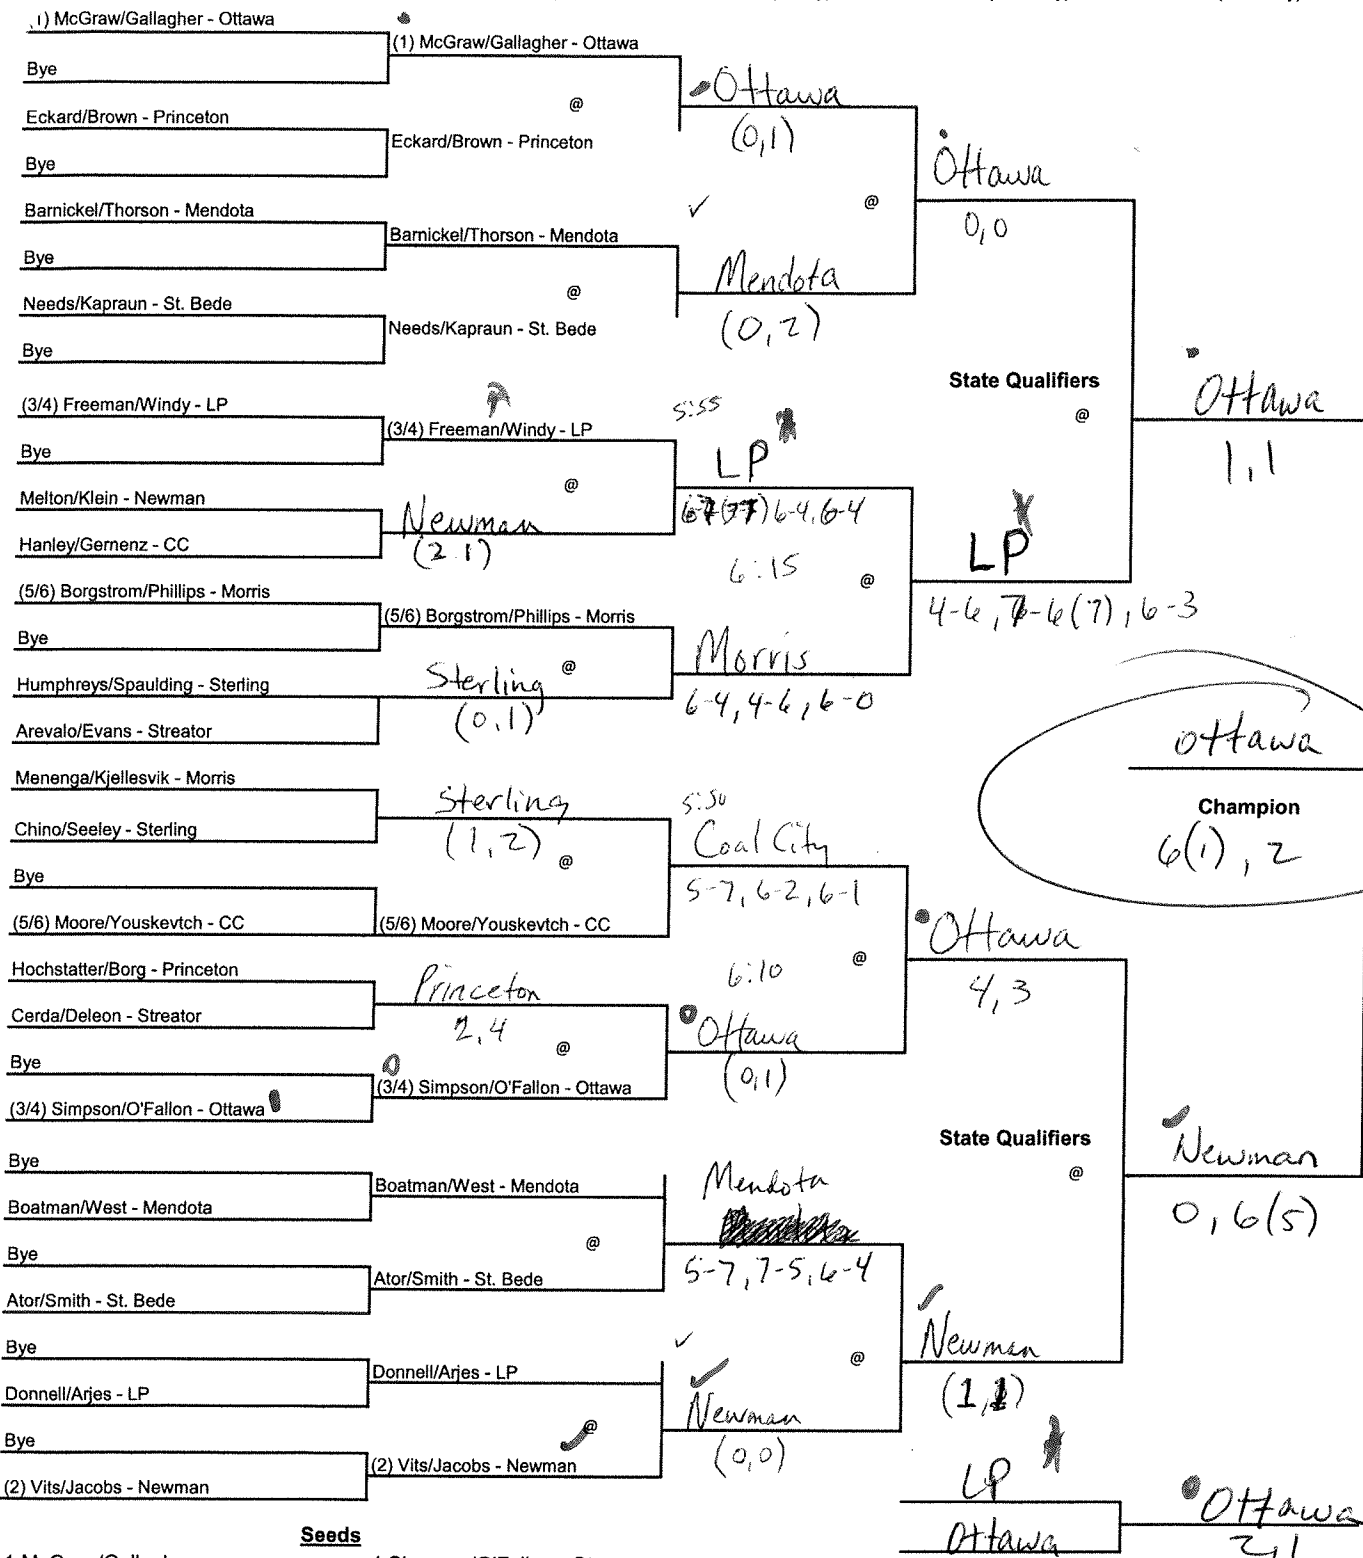 (1) McGraw/Gallagher - Ottawa
(1) McGraw/Gallagher - Ottawa
Bye
Ottawa
@
(0,1)
Eckard/Brown - Princeton
Eckard/Brown - Princeton
Bye
Ottawa
@
0,0
Barnickel/Thorson - Mendota
Barnickel/Thorson - Mendota
Bye
Mendota
@
(0,2)
Needs/Kapraun - St. Bede
Needs/Kapraun - St. Bede
Bye
State Qualifiers
@
Ottawa
1,1
(3/4) Freeman/Windy - LP
5:55
(3/4) Freeman/Windy - LP
Bye
LP
@
6-4, 6-4
Melton/Klein - Newman
Newman
(2,1)
Hanley/Gernenz - CC
6:15
@
LP
4-6, 7-6(7), 6-3
(5/6) Borgstrom/Phillips - Morris
(5/6) Borgstrom/Phillips - Morris
Bye
Morris
@
6-4, 4-6, 6-0
Humphreys/Spaulding - Sterling
Sterling
(0,1)
Arevalo/Evans - Streator
Ottawa
Champion
6(1), 2
Menenga/Kjellesvik - Morris
Sterling
(1,2)
5:50
Chino/Seeley - Sterling
Coal City
@
5-7, 6-2, 6-1
Bye
(5/6) Moore/Youskevtch - CC
(5/6) Moore/Youskevtch - CC
Ottawa
4,3
@
6:10
Hochstatter/Borg - Princeton
Princeton
2,4
Cerda/Deleon - Streator
Ottawa
@
(0,1)
Bye
(3/4) Simpson/O'Fallon - Ottawa
(3/4) Simpson/O'Fallon - Ottawa
State Qualifiers
@
Newman
0,6(5)
Bye
Boatman/West - Mendota
Mendota
Boatman/West - Mendota
@
5-7, 7-5, 6-4
Bye
Ator/Smith - St. Bede
Ator/Smith - St. Bede
Newman
@
Bye
Donnell/Arjes - LP
Donnell/Arjes - LP
Newman
@
(0,0)
Bye
(2) Vits/Jacobs - Newman
(2) Vits/Jacobs - Newman
LP
Ottawa
Ottawa
2,1
Seeds